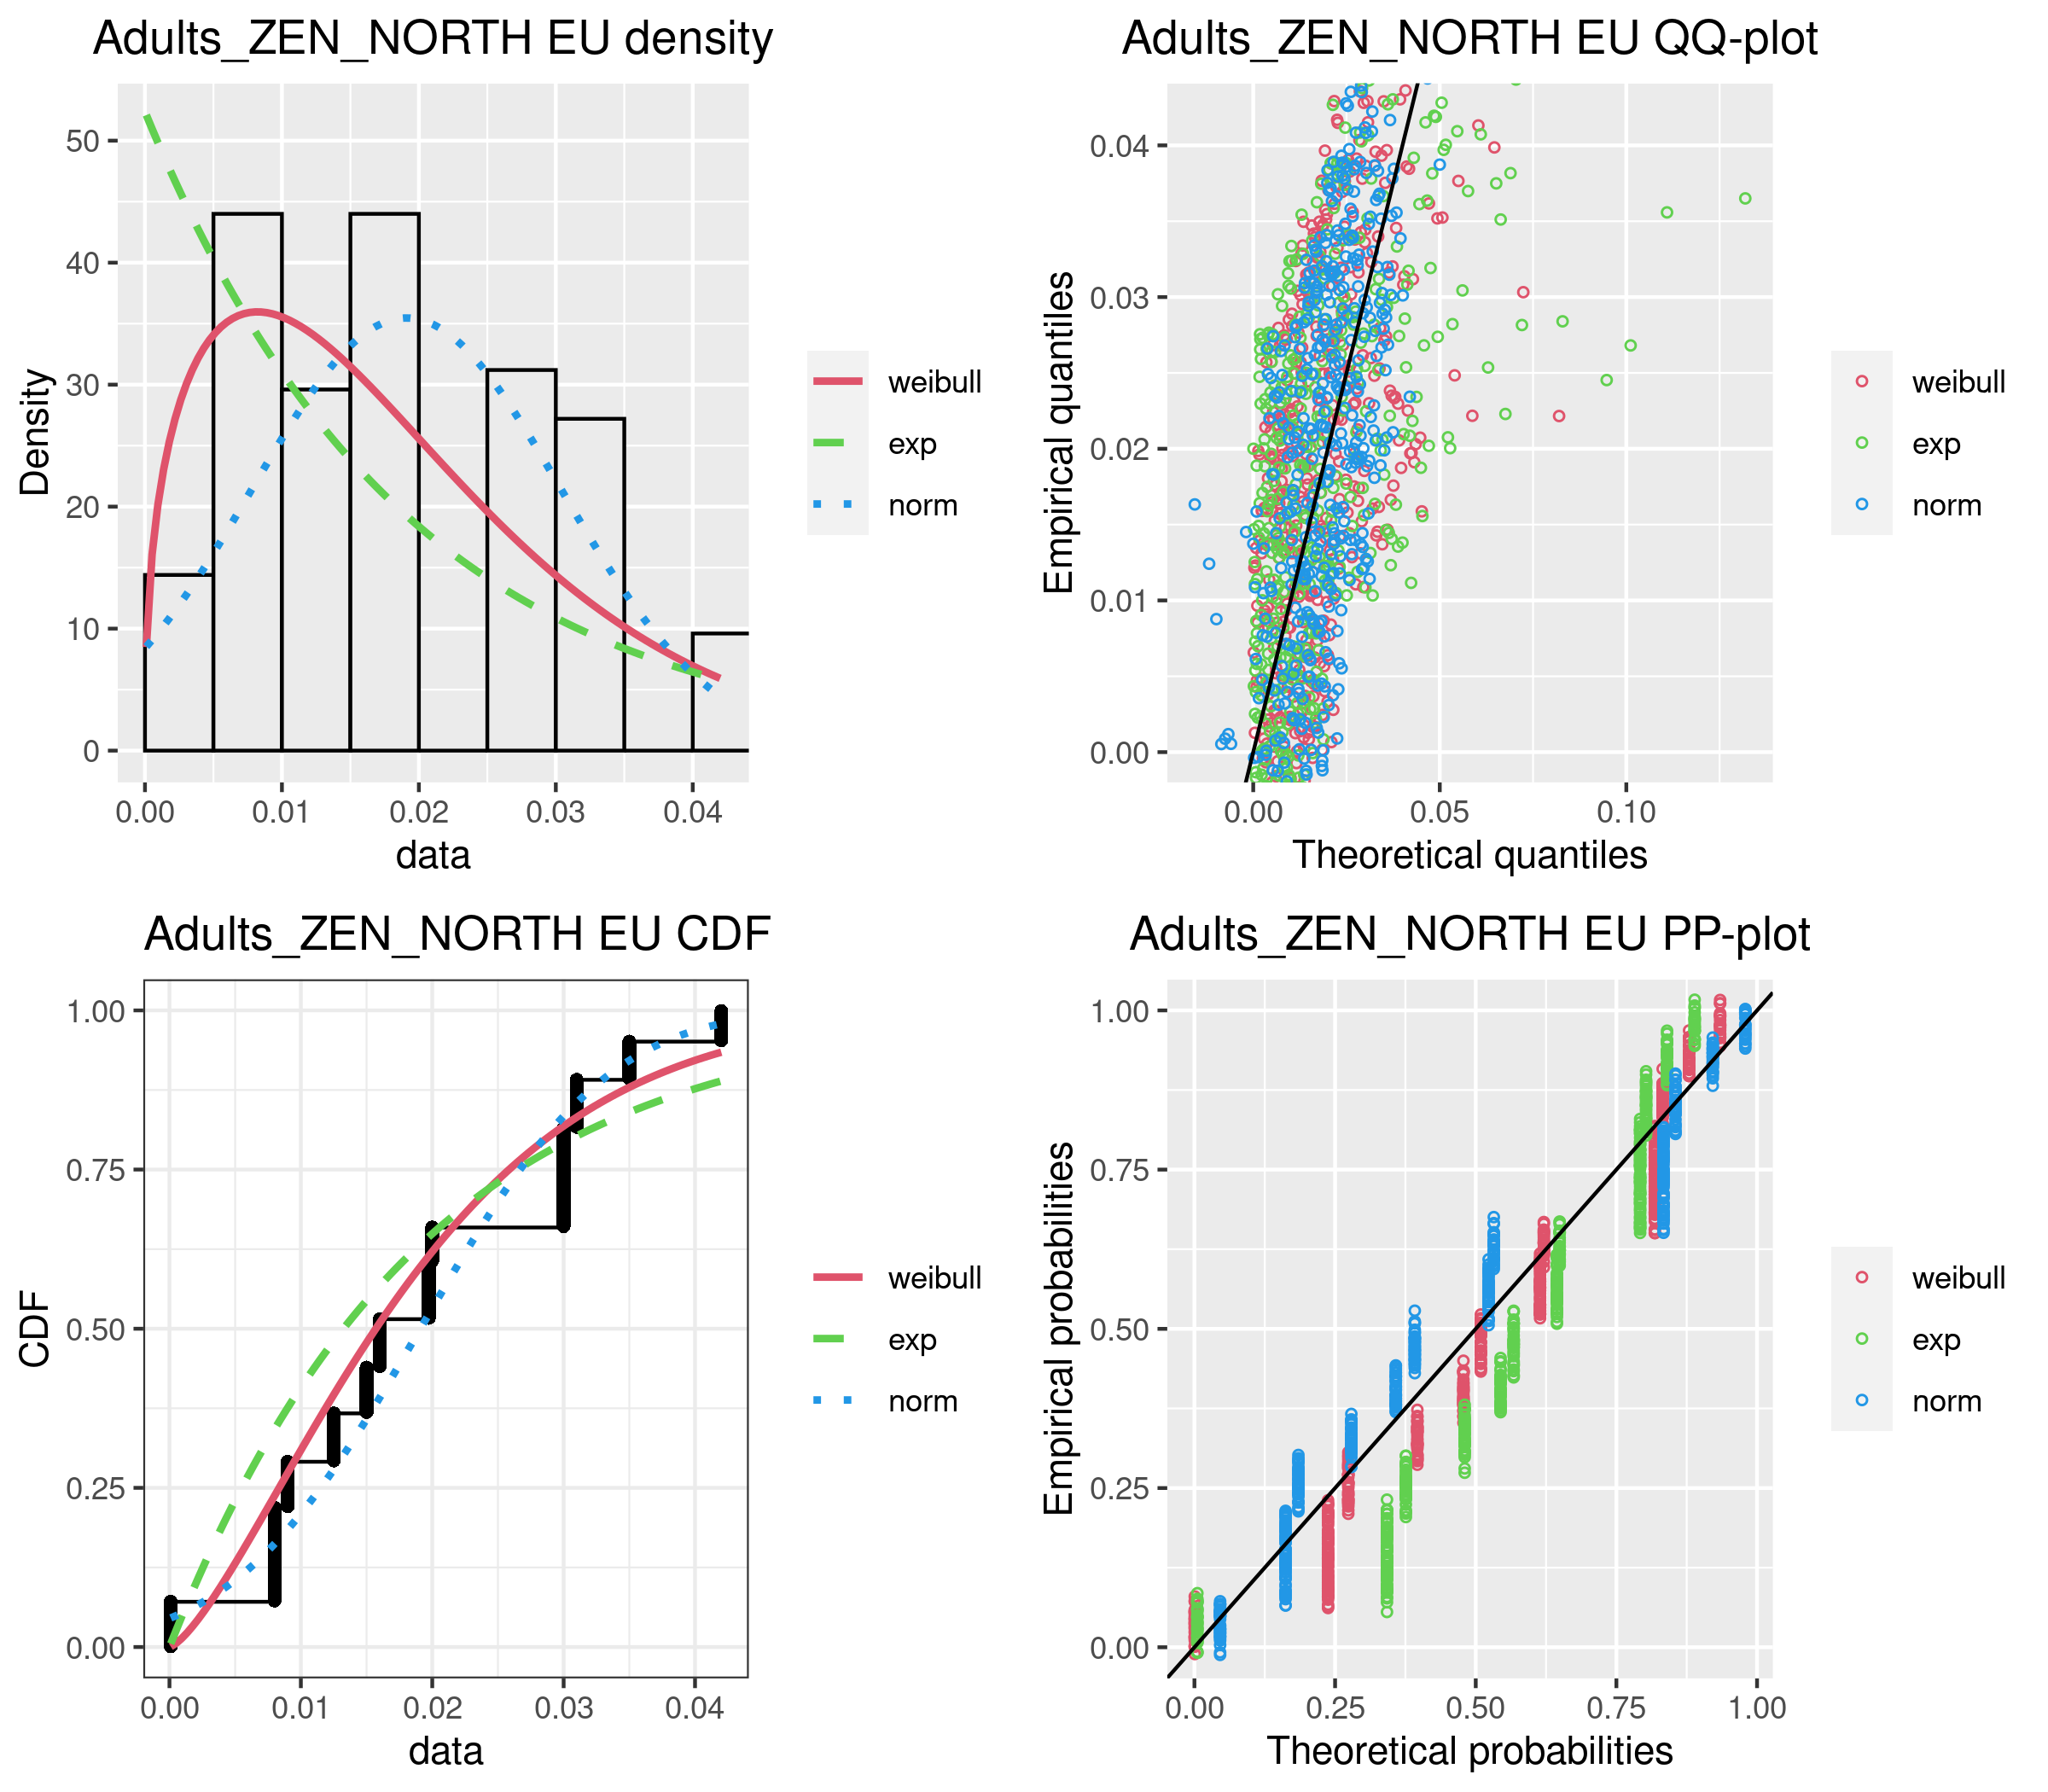 Adults_ZEN_NORTH EU density
Density
50
40
30
20
10
0
0.00 0.01 0.02 0.03 0.04
data
weibull
exp
norm
Adults_ZEN_NORTH EU QQ-plot
Empirical quantiles
0.04
0.03
0.02
0.01
0.00
0.00 0.05 0.10
Theoretical quantiles
weibull
exp
norm
Adults_ZEN_NORTH EU CDF
CDF
1.00
0.75
0.50
0.25
0.00
0.00 0.01 0.02 0.03 0.04
data
weibull
exp
norm
Adults_ZEN_NORTH EU PP-plot
Empirical probabilities
1.00
0.75
0.50
0.25
0.00
0.00 0.25 0.50 0.75 1.00
Theoretical probabilities
weibull
exp
norm